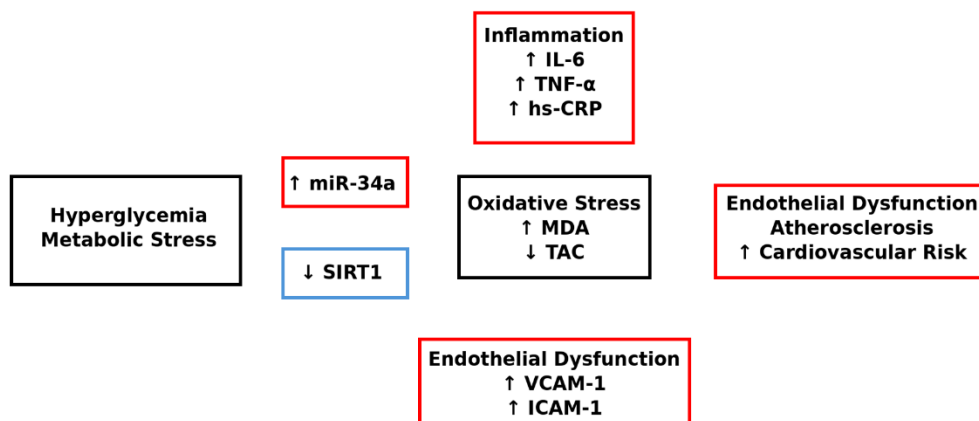 Inflammation
↑ IL-6
↑ TNF-α
↑ hs-CRP
Hyperglycemia
Metabolic Stress
↑ miR-34a
↓ SIRT1
Oxidative Stress
↑ MDA
↓ TAC
Endothelial Dysfunction
Atherosclerosis
↑ Cardiovascular Risk
Endothelial Dysfunction
↑ VCAM-1
↑ ICAM-1